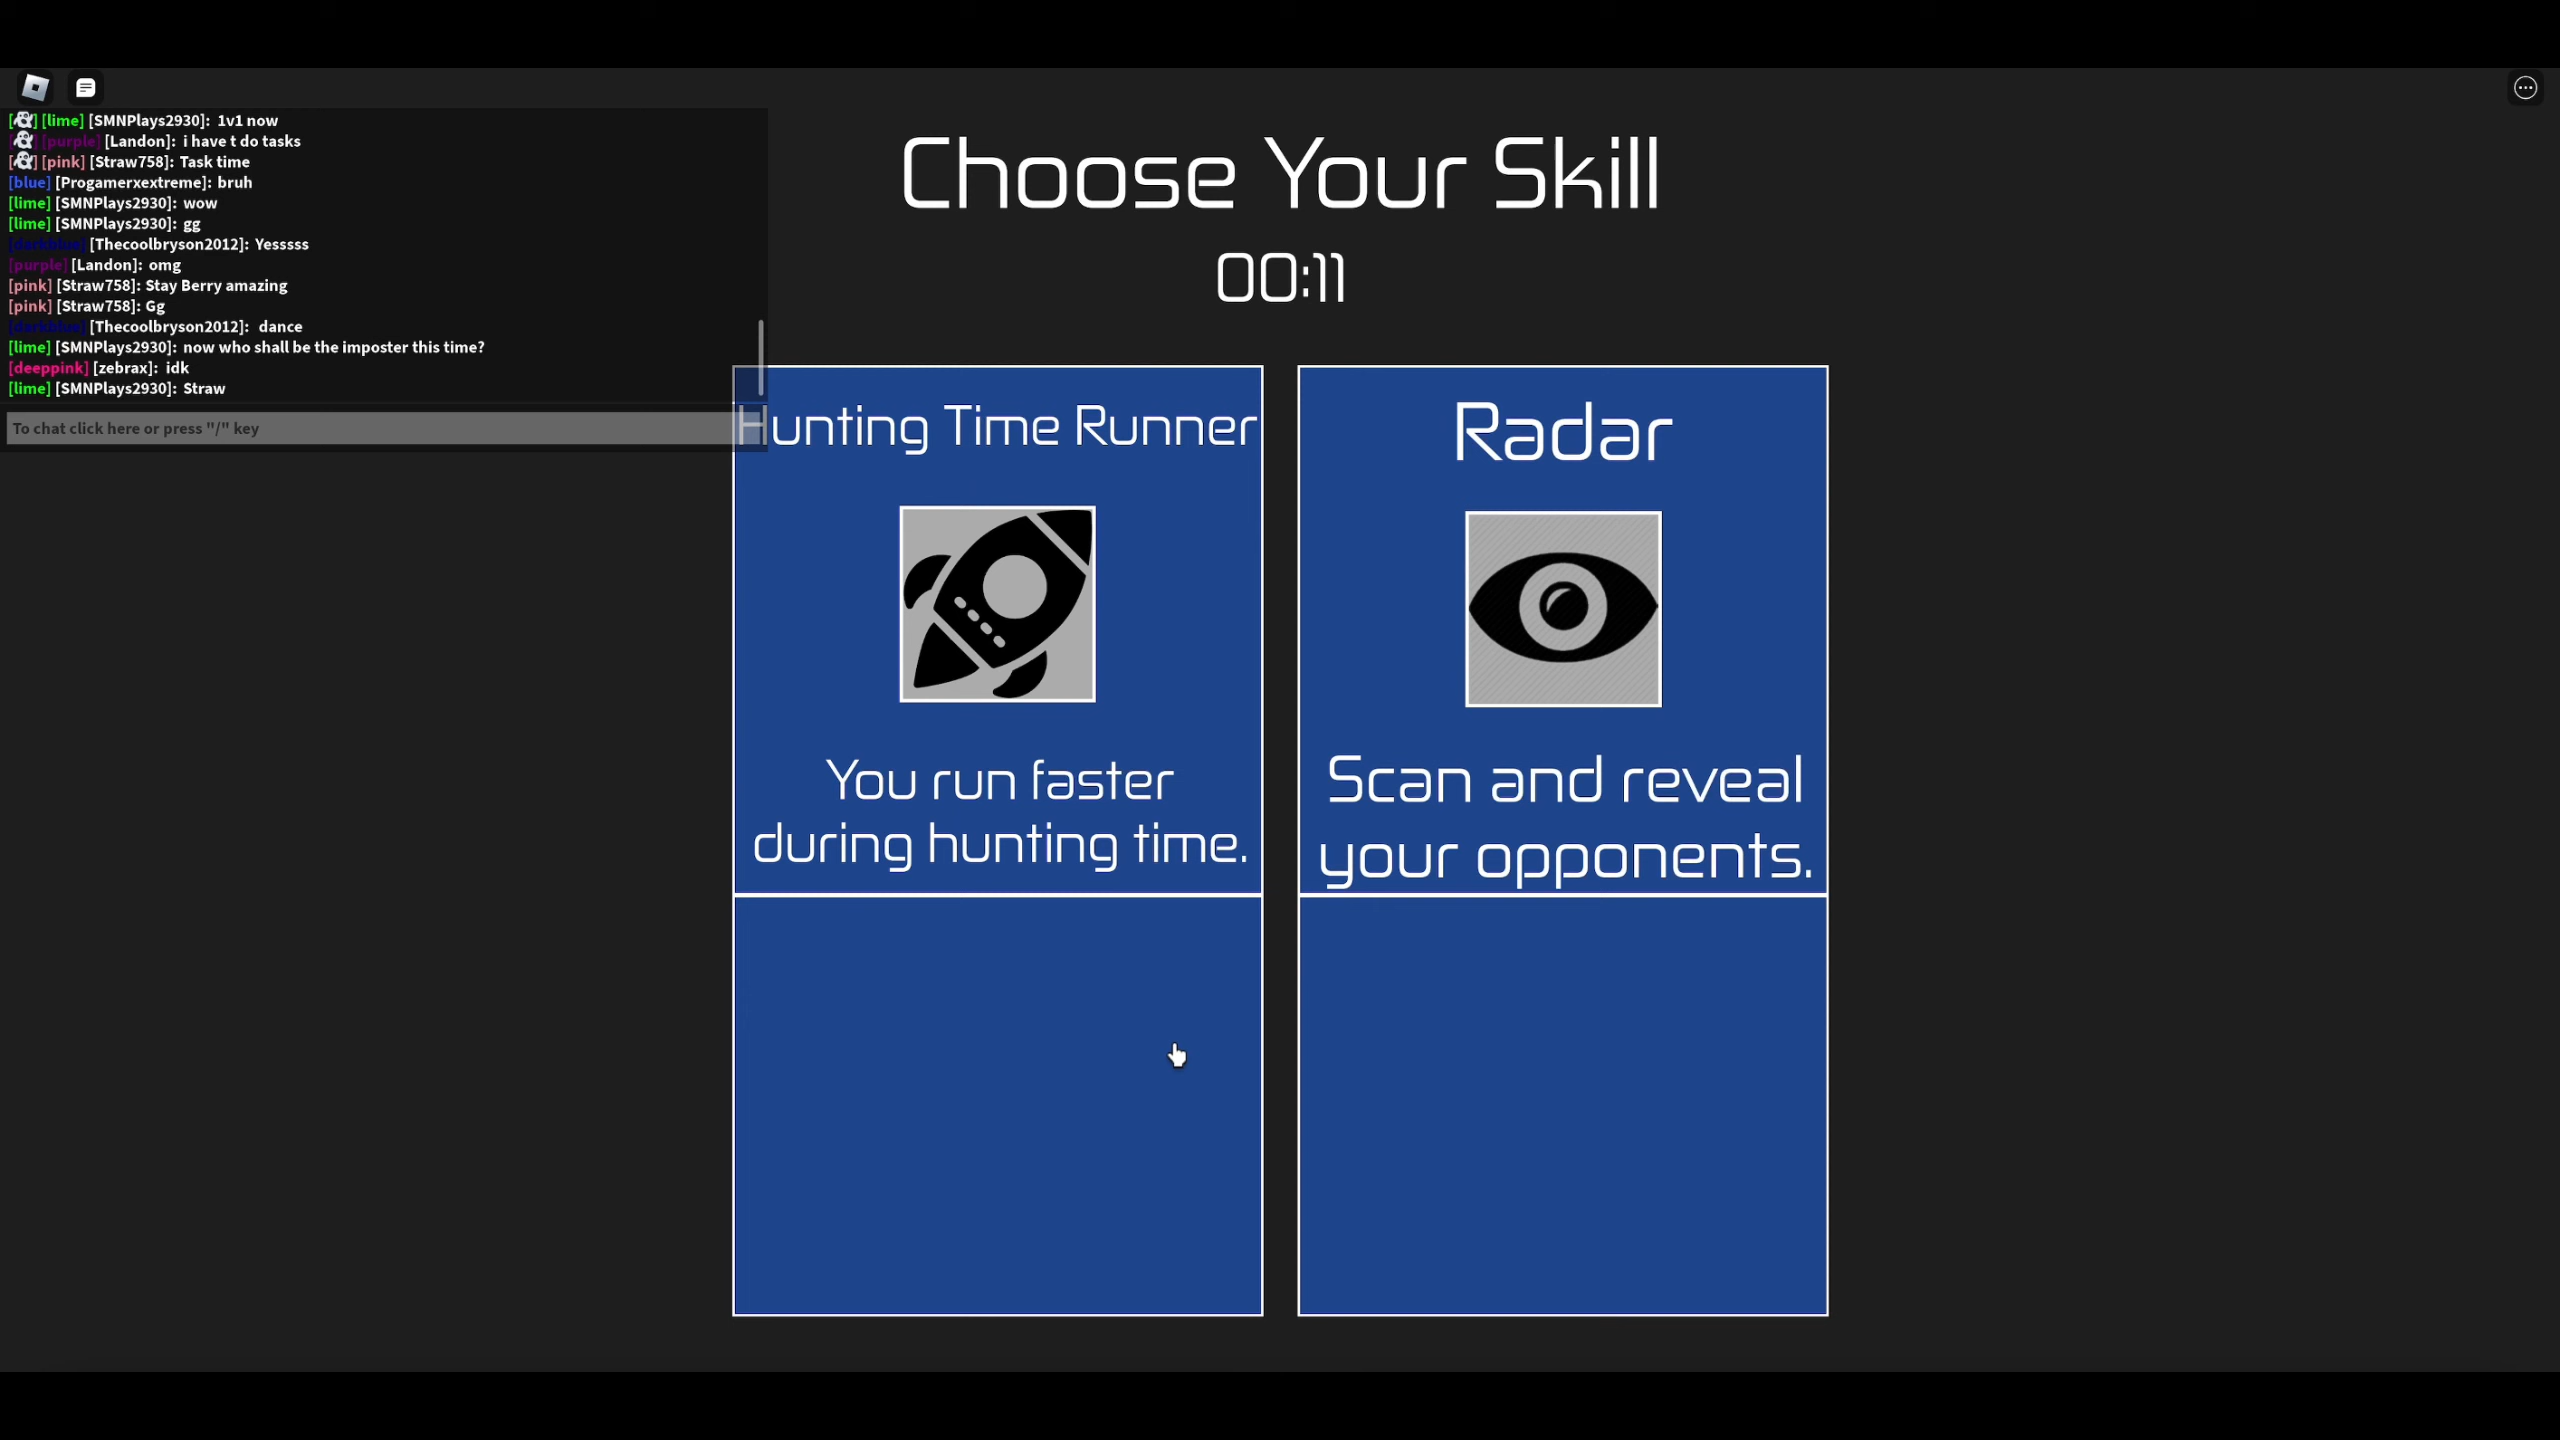 [lime] [SMNPlays2930]: 1v1 now
[purple] [Landon]: i have t do tasks
[pink] [Straw758]: Task time
[blue] [Progamerxextreme]: bruh
[lime] [SMNPlays2930]: wow
[lime] [SMNPlays2930]: gg
[darkblue] [Thecoolbryson2012]: Yesssss
[purple] [Landon]: omg
[pink] [Straw758]: Stay Berry amazing
[pink] [Straw758]: Gg
[darkblue] [Thecoolbryson2012]: dance
[lime] [SMNPlays2930]: now who shall be the imposter this time?
[deeppink] [zebrax]: idk
[lime] [SMNPlays2930]: Straw
To chat click here or press "/" key
Choose Your Skill
00:11
Hunting Time Runner
You run faster
during hunting time.
Radar
Scan and reveal
your opponents.